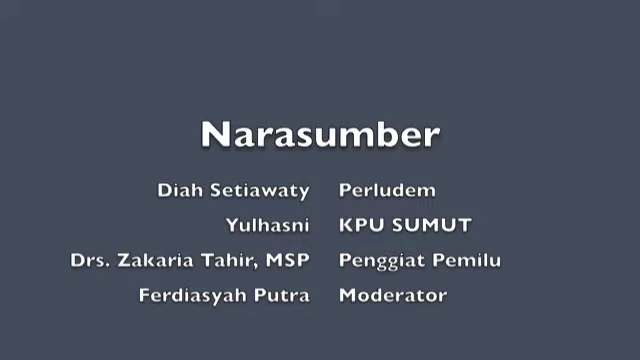 Narasumber
Diah Setiawaty Perludem
Yulhasni KPU SUMUT
Drs. Zakaria Tahir, MSP Penggiat Pemilu
Ferdiasyah Putra Moderator